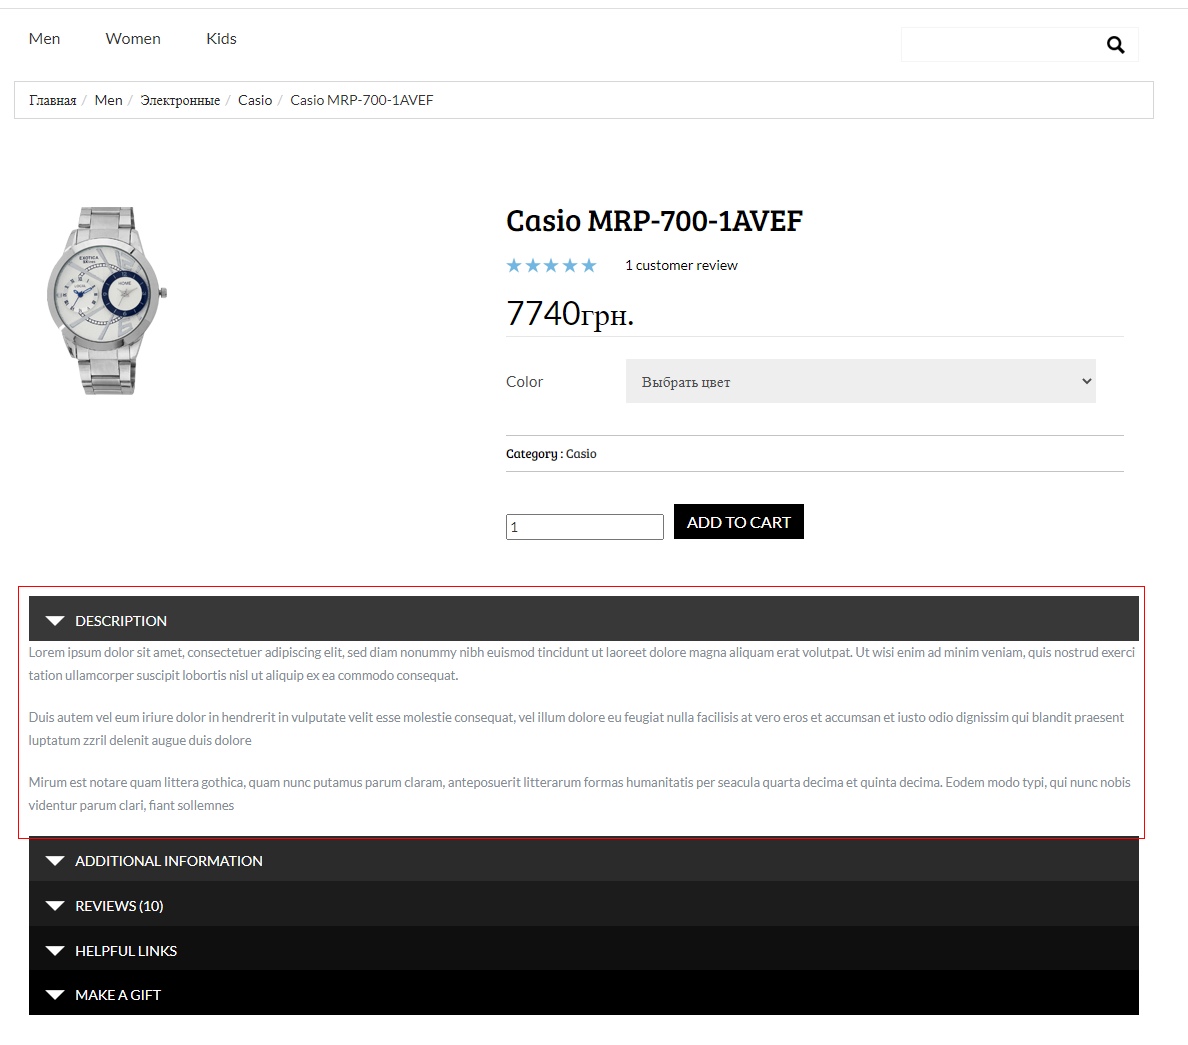 Men Women Kids
Главная / Men / Электронные / Casio / Casio MRP-700-1AVEF
EXOTICA
LOCAL
HOME
Casio MRP-700-1AVEF
1 customer review
7740грн.
Color Выбрать цвет
Category : Casio
1 ADD TO CART
DESCRIPTION
Lorem ipsum dolor sit amet, consectetuer adipiscing elit, sed diam nonummy nibh euismod tincidunt ut laoreet dolore magna aliquam erat volutpat. Ut wisi enim ad minim veniam, quis nostrud exerci
tation ullamcorper suscipit lobortis nisl ut aliquip ex ea commodo consequat.
Duis autem vel eum iriure dolor in hendrerit in vulputate velit esse molestie consequat, vel illum dolore eu feugiat nulla facilisis at vero eros et accumsan et iusto odio dignissim qui blandit praesent
luptatum zzril delenit augue duis dolore
Mirum est notare quam littera gothica, quam nunc putamus parum claram, anteposuerit litterarum formas humanitatis per seacula quarta decima et quinta decima. Eodem modo typi, qui nunc nobis
videntur parum clari, fiant sollemnes
ADDITIONAL INFORMATION
REVIEWS (10)
HELPFUL LINKS
MAKE A GIFT